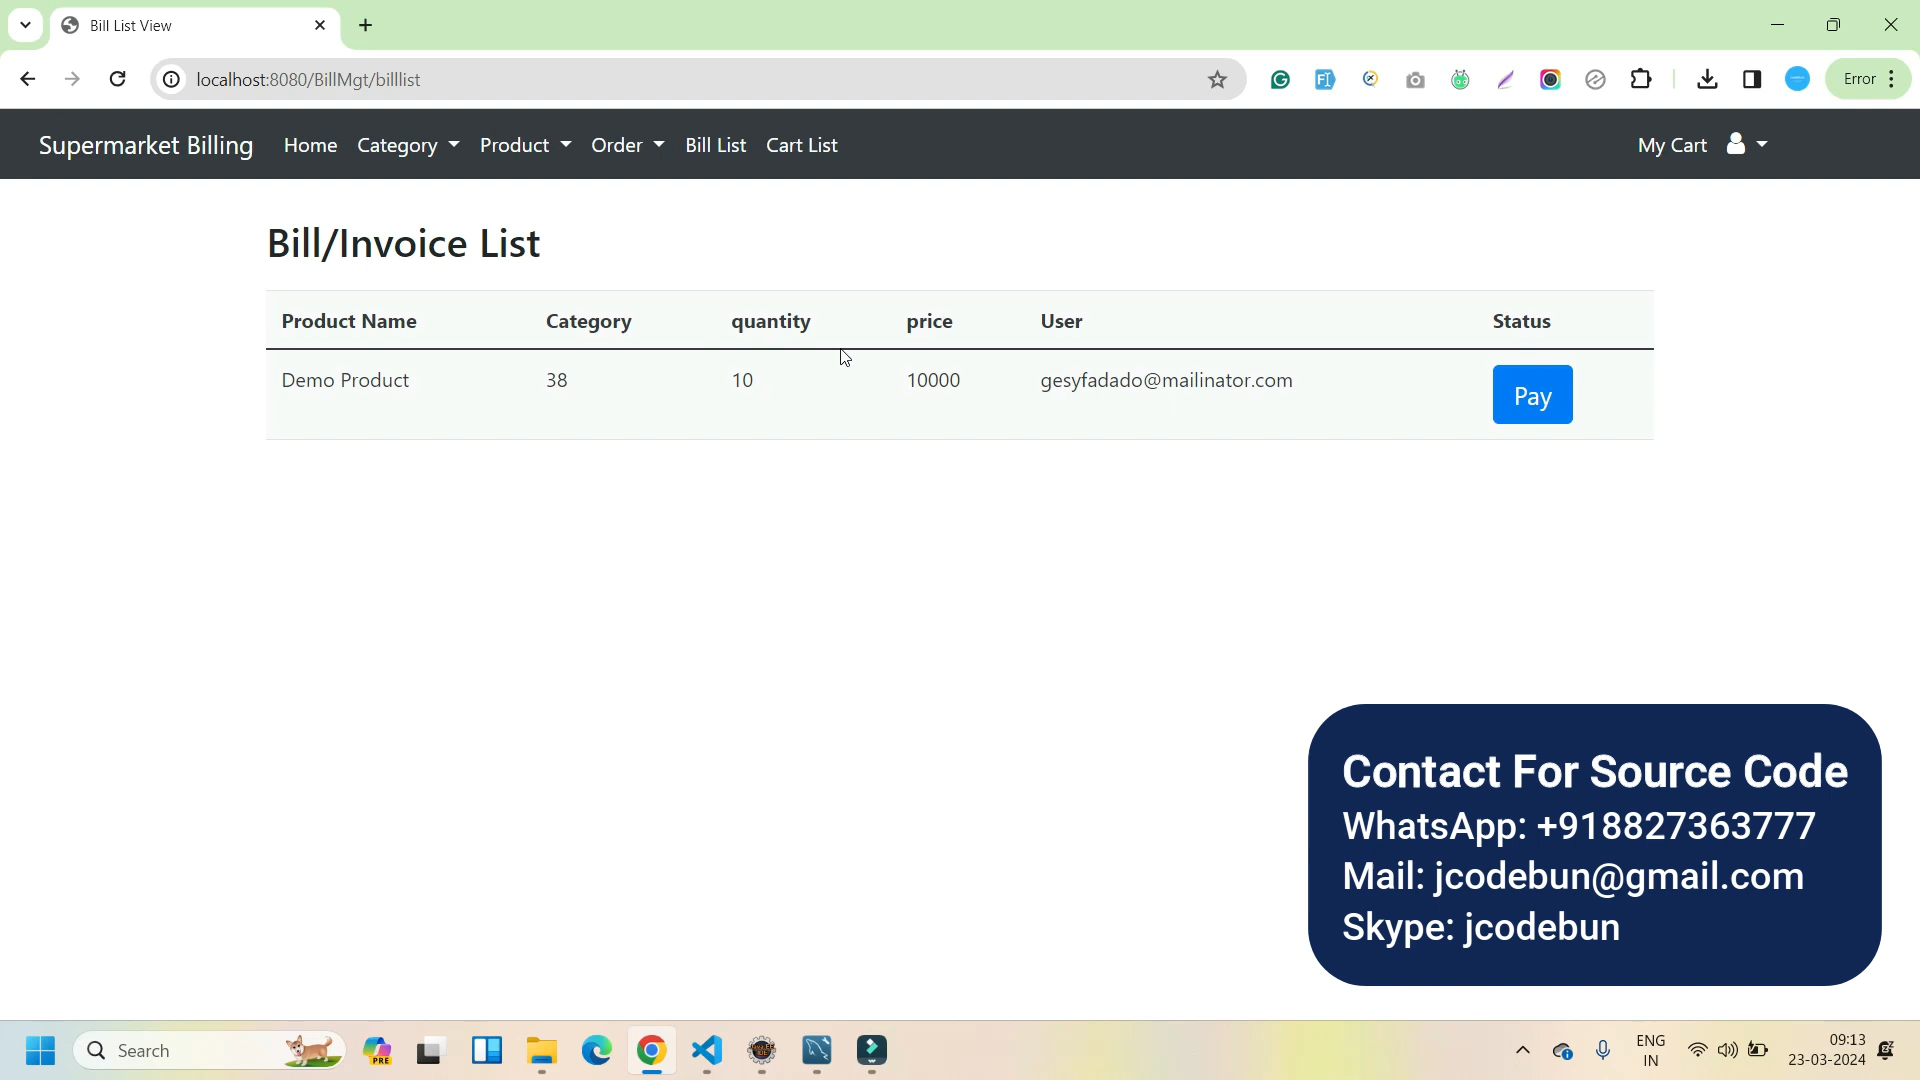 Bill List View
localhost:8080/BillMgt/billlist
Error
Supermarket Billing Home Category Product Order Bill List Cart List My Cart
Bill/Invoice List
Product Name Category quantity price User Status
Demo Product 38 10 10000 gesyfadado@mailinator.com Pay
Contact For Source Code
WhatsApp: +918827363777
Mail: jcodebun@gmail.com
Skype: jcodebun
Search
PRE
ENG
IN
09:13
23-03-2024